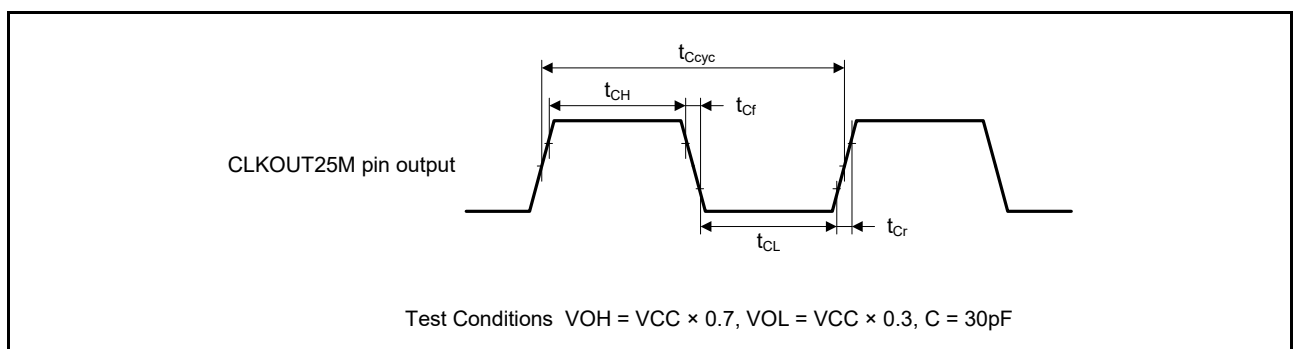 tCcyc
tCH
tCf
CLKOUT25M pin output
tCL
tCr
Test Conditions VOH = VCC × 0.7, VOL = VCC × 0.3, C = 30pF